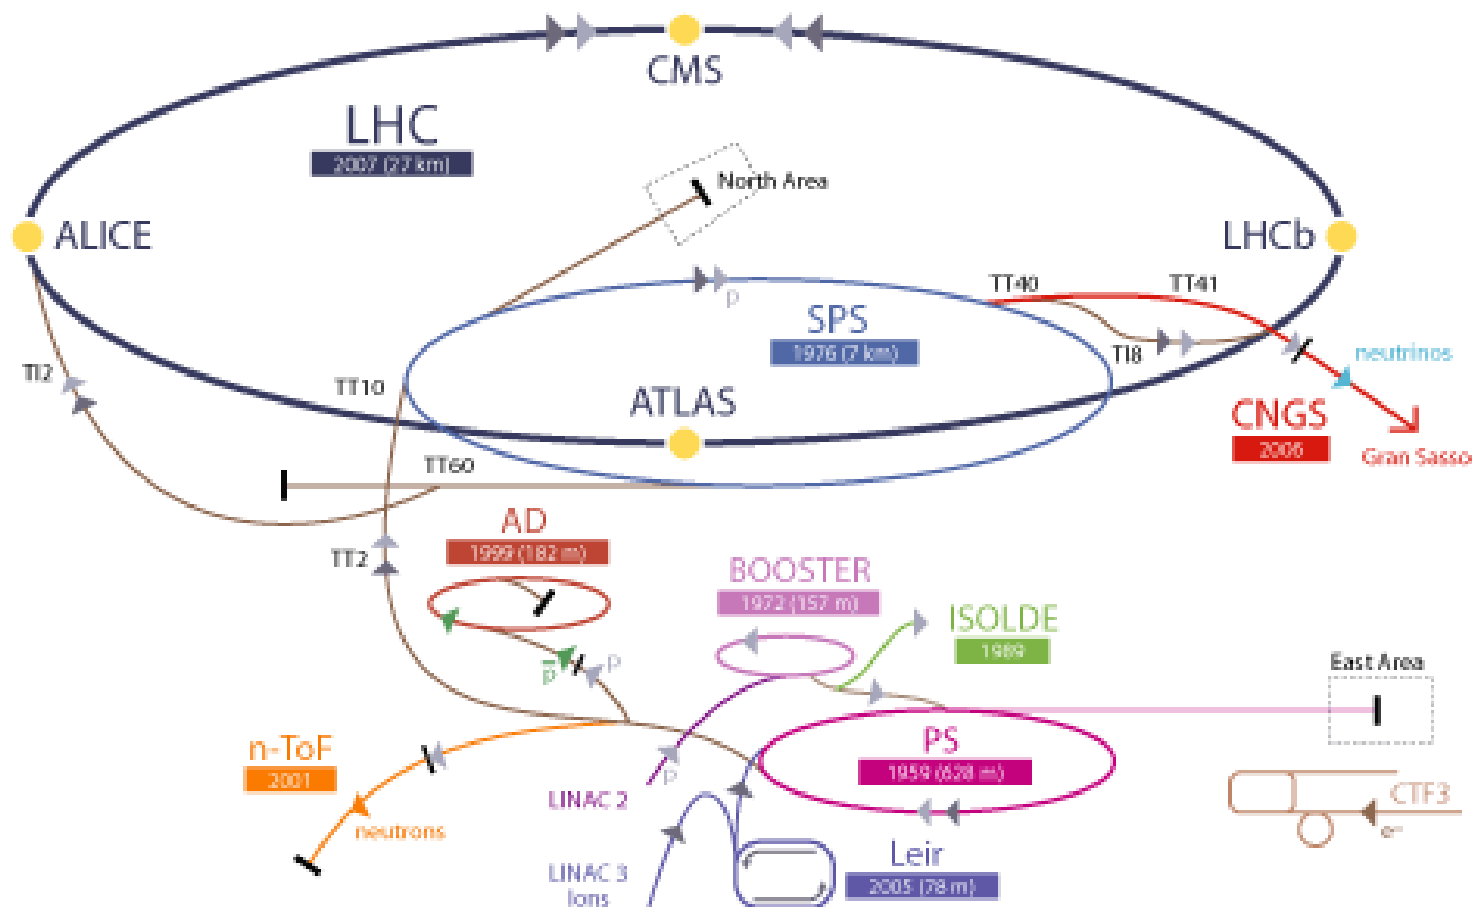 CMS
LHC
2007 (27 km)
North Area
ALICE
LHCb
TT40
TT41
SPS
p
1976 (7 km)
TI8
neutrinos
TI2
TT10
ATLAS
CNGS
2006
Gran Sasso
TT60
AD
1999 (182 m)
TT2
BOOSTER
1972 (157 m)
ISOLDE
1989
p̅
p
East Area
n-ToF
2001
PS
1959 (628 m)
p
LINAC 2
neutrons
CTF3
e⁻
Leir
2005 (78 m)
LINAC 3
Ions